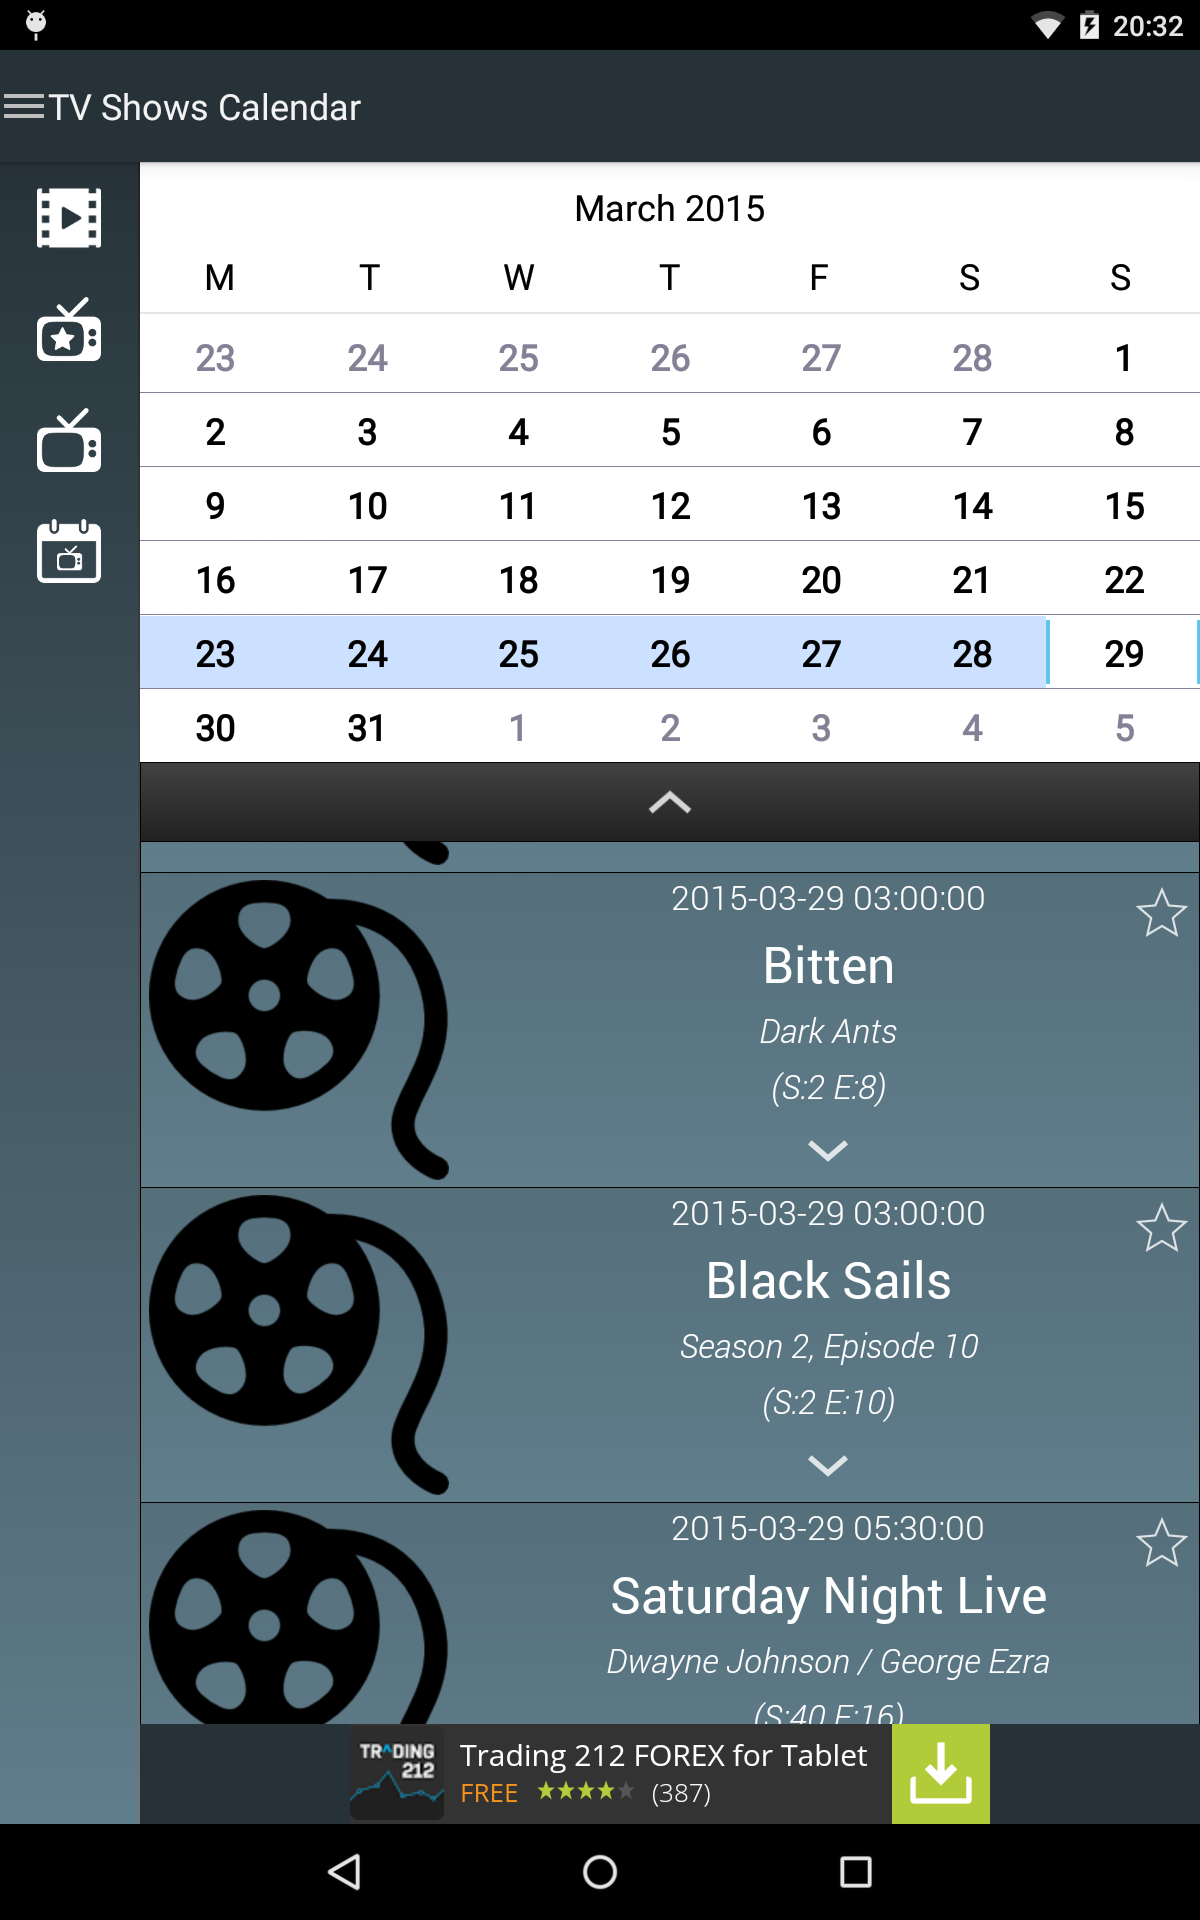 20:32
TV Shows Calendar
March 2015
M T W T F S S
23 24 25 26 27 28 1
2 3 4 5 6 7 8
9 10 11 12 13 14 15
16 17 18 19 20 21 22
23 24 25 26 27 28 29
30 31 1 2 3 4 5
2015-03-29 03:00:00
Bitten
Dark Ants
(S:2 E:8)
2015-03-29 03:00:00
Black Sails
Season 2, Episode 10
(S:2 E:10)
2015-03-29 05:30:00
Saturday Night Live
Dwayne Johnson / George Ezra
(S:40 E:16)
TRADING
212
Trading 212 FOREX for Tablet
FREE (387)